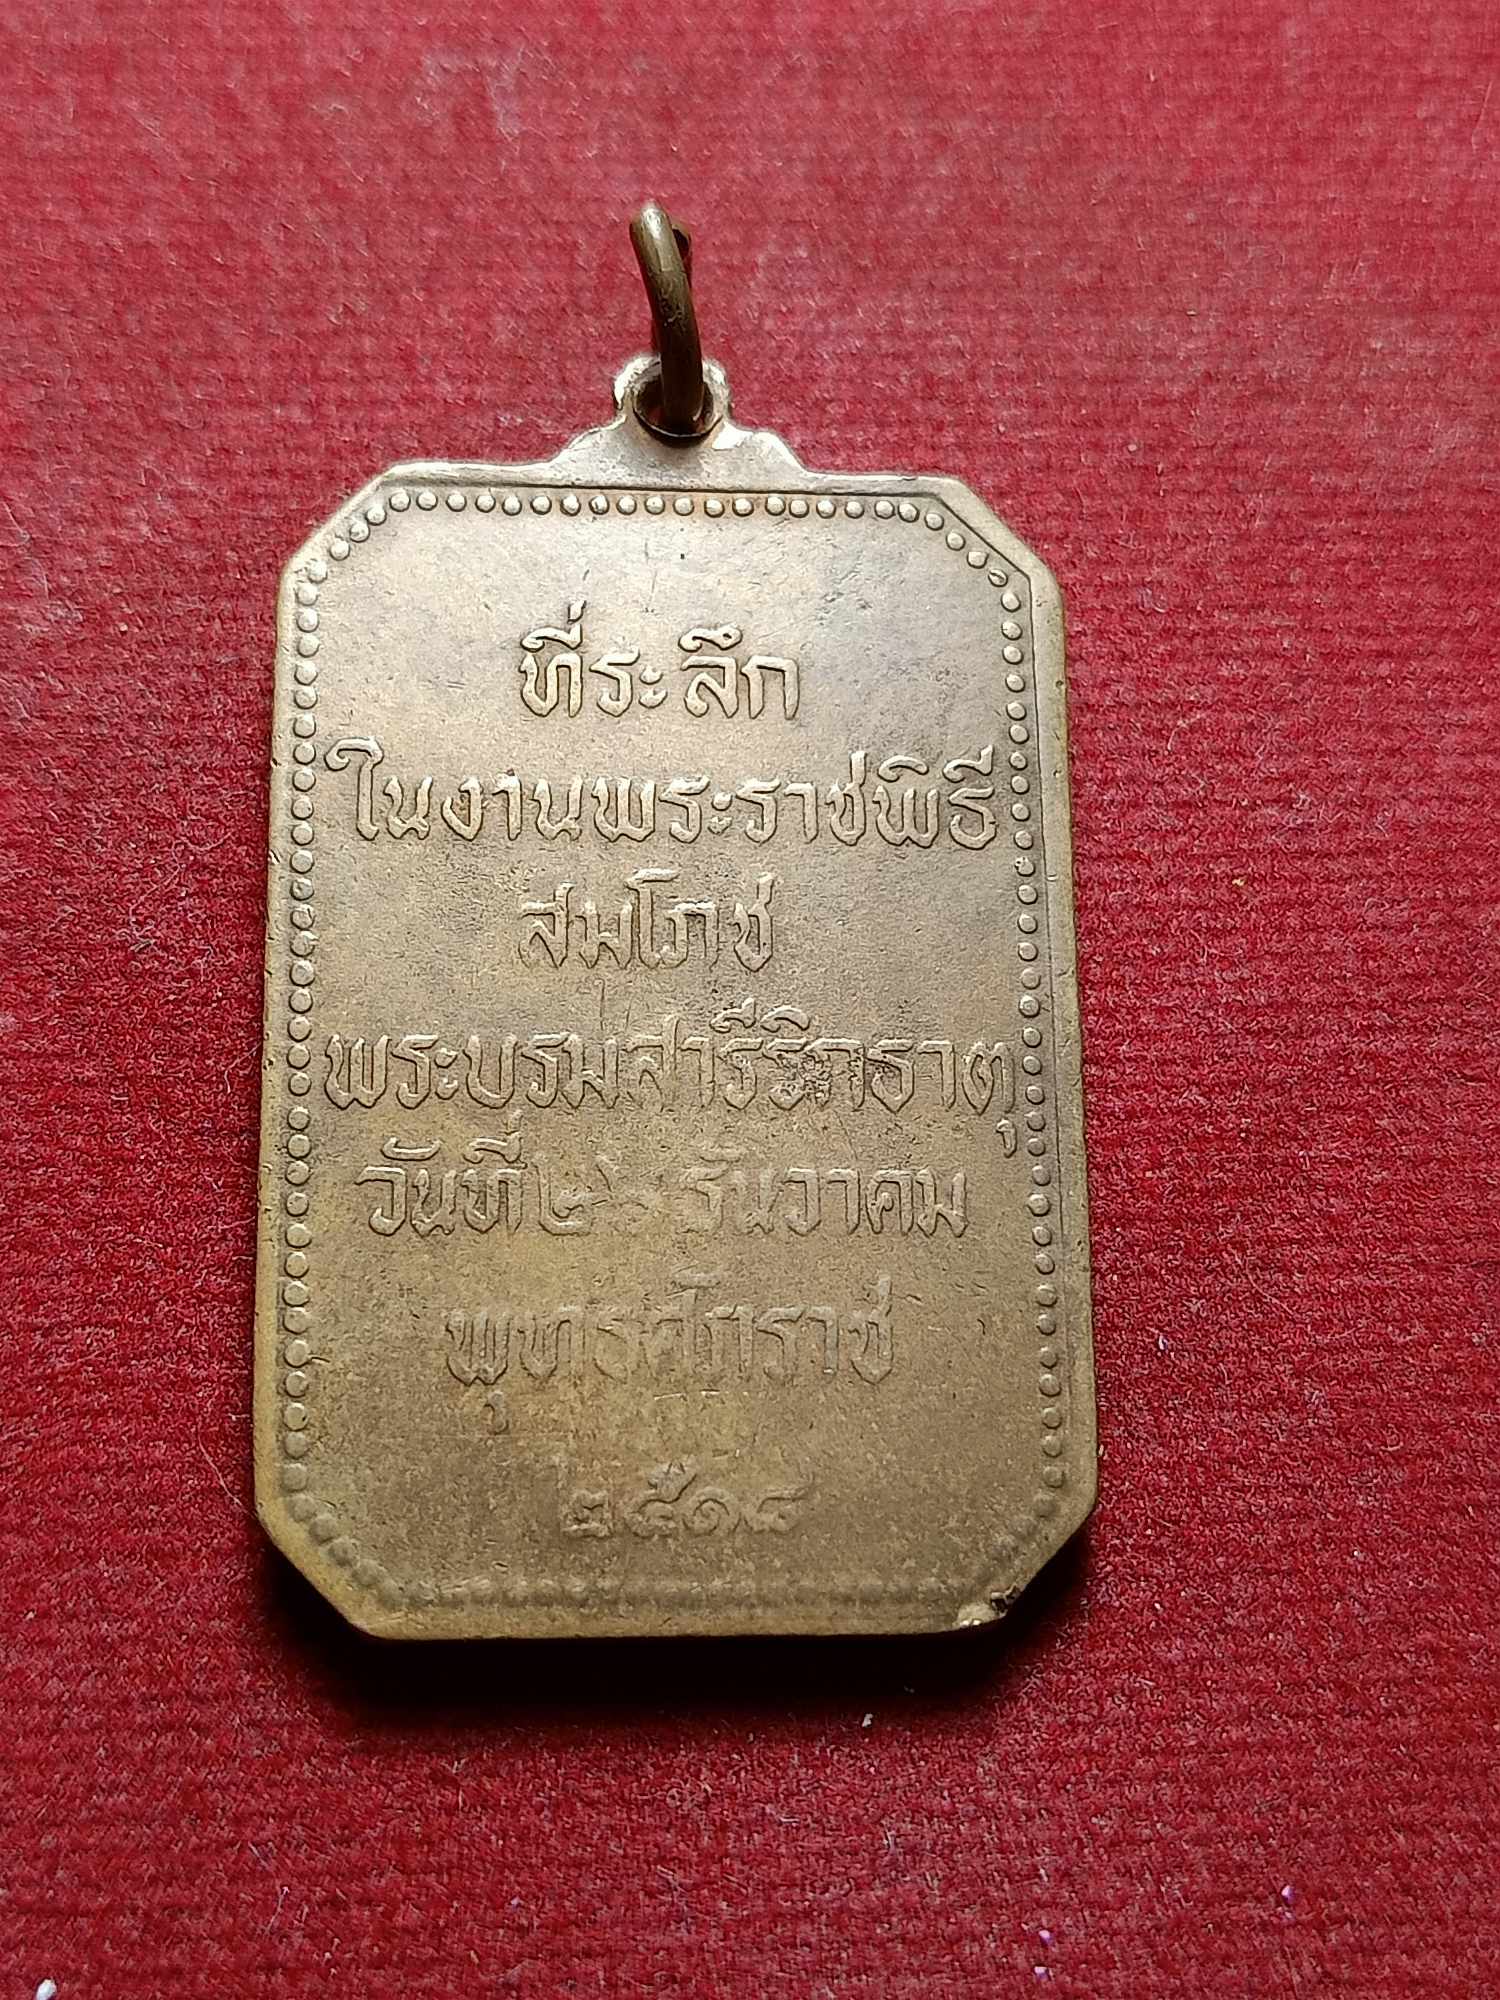 ที่ระลึก
ในงานพระราชพิธี
สมโภช
พระบรมสารีริกธาตุ
วันที่ ธันวาคม
พุทธศักราช
๒๕๑๘